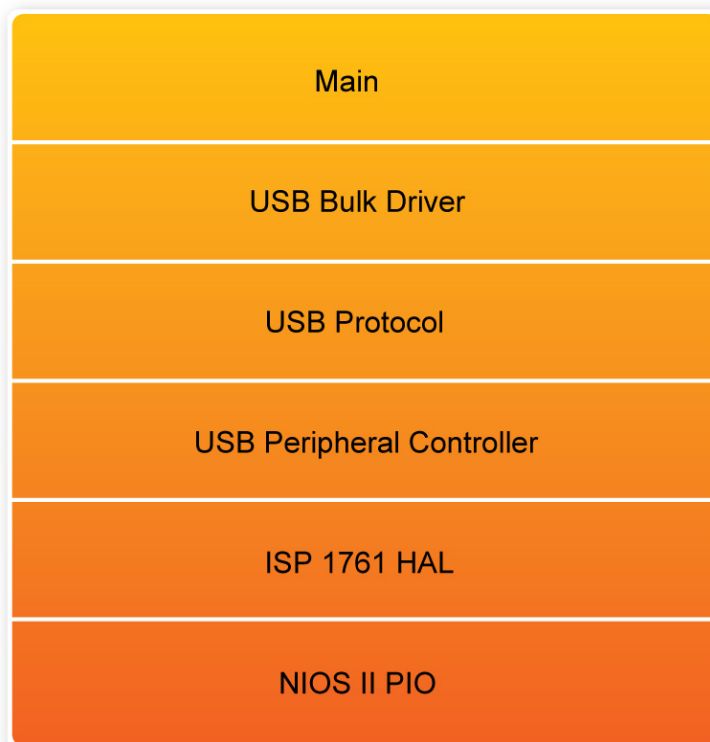 Main
USB Bulk Driver
USB Protocol
USB Peripheral Controller
ISP 1761 HAL
NIOS II PIO